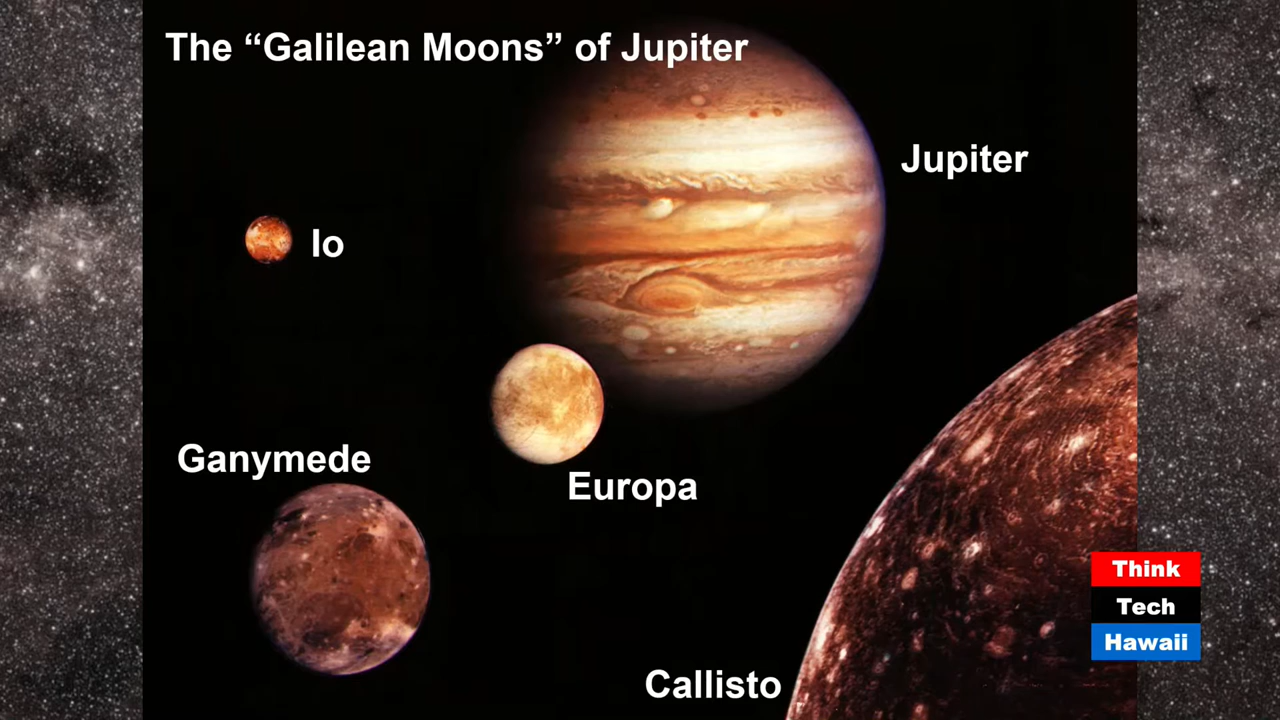 The “Galilean Moons” of Jupiter
Jupiter
Io
Ganymede
Europa
Callisto
Think
Tech
Hawaii